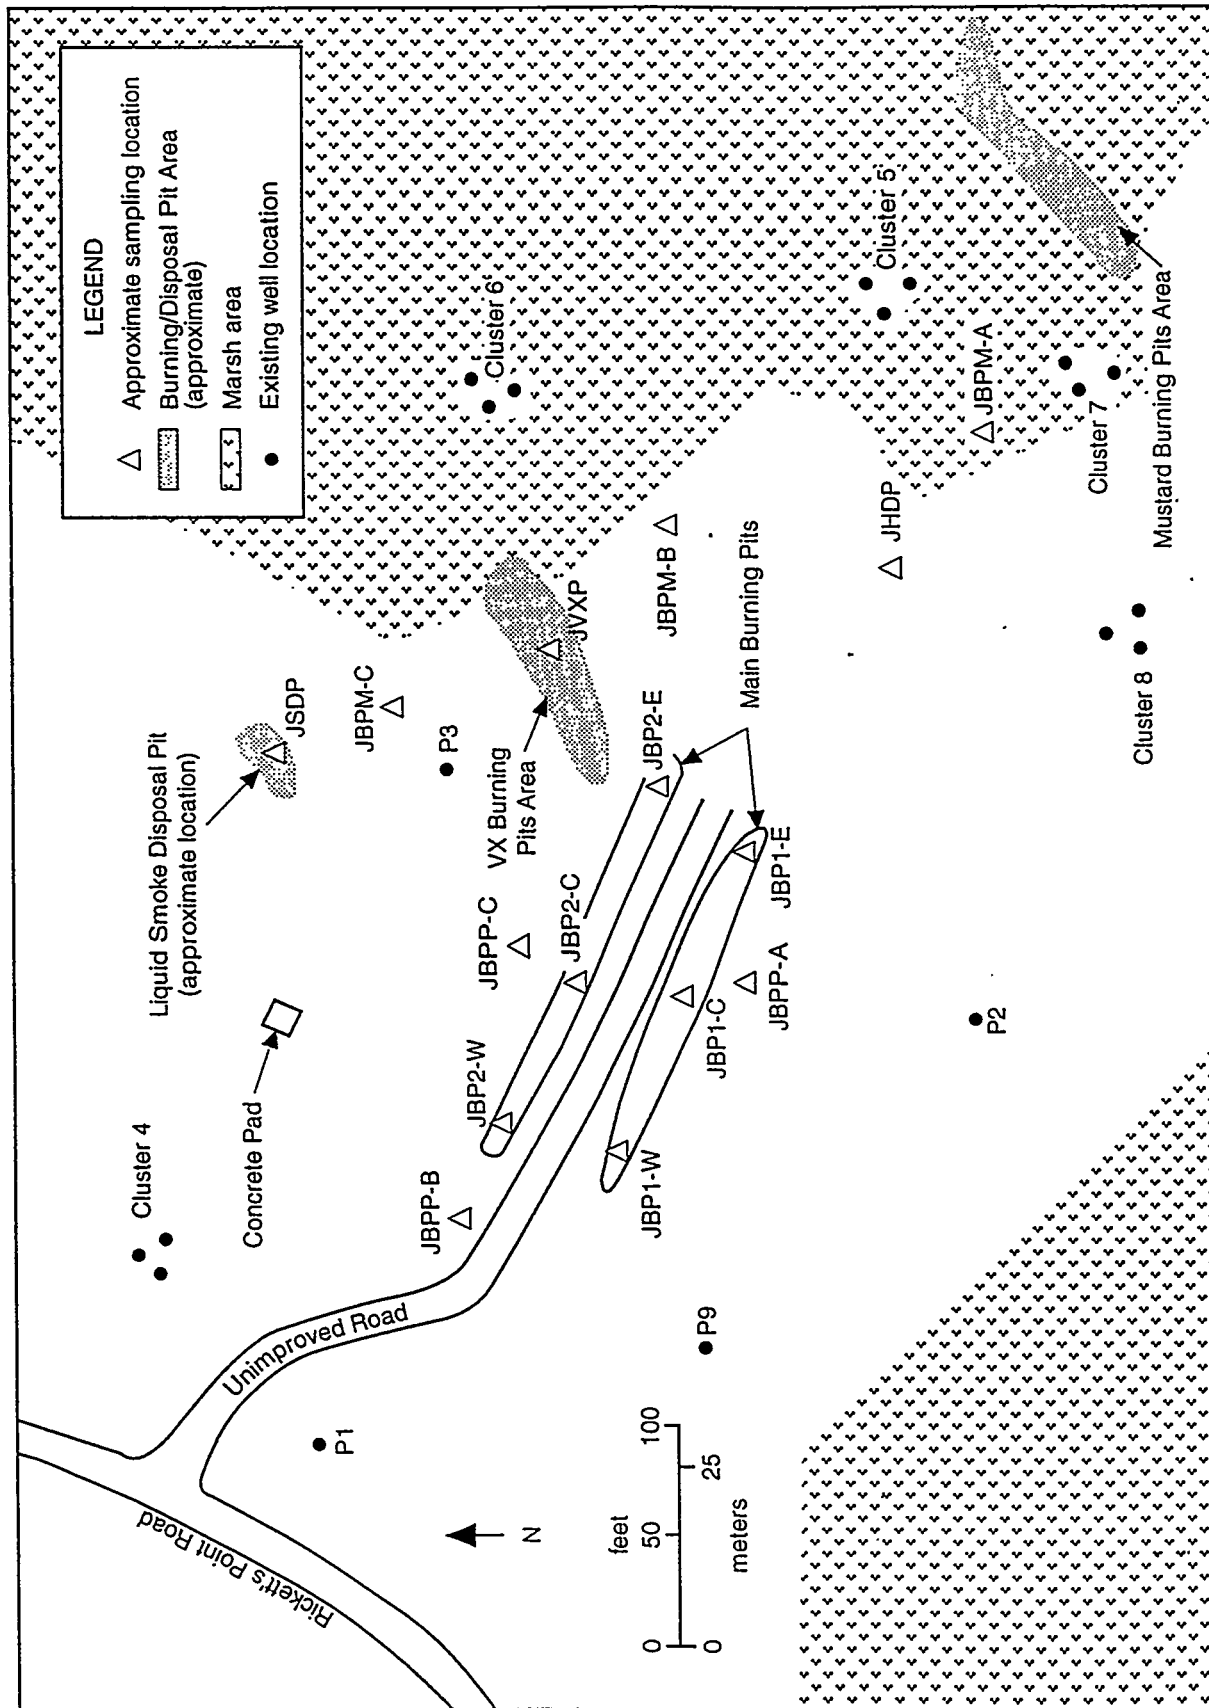 LEGEND
Approximate sampling location
Burning/Disposal Pit Area
(approximate)
Marsh area
Existing well location
Liquid Smoke Disposal Pit
(approximate location)
JSDP
Cluster 4
Concrete Pad
JBPM-C
P3
Cluster 6
VX Burning
Pits Area
JVXP
JBPP-C
JBP2-C
JBP2-W
JBP2-E
JBPP-B
Unimproved Road
Rickett's Point Road
P1
JBPM-B
Main Burning Pits
JBP1-E
JBPP-A
JBP1-C
JBP1-W
P9
P2
Cluster 5
JHDP
JBPM-A
Cluster 7
Mustard Burning Pits Area
Cluster 8
N
feet
0 50 100
0 25
meters